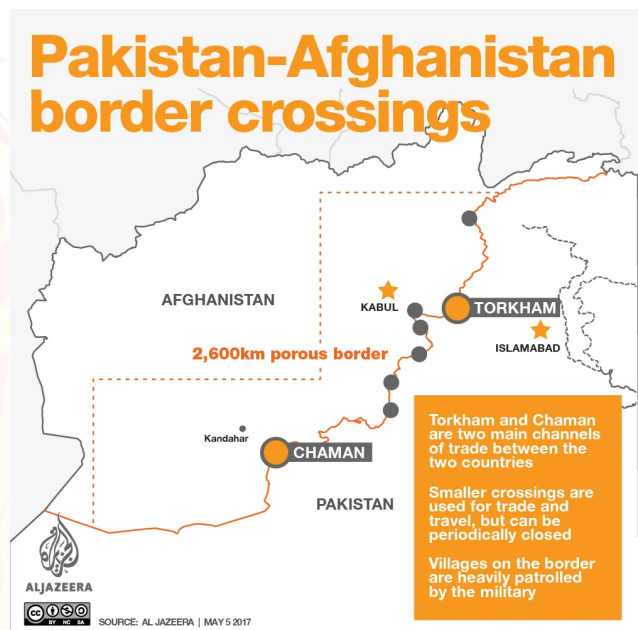 Pakistan-Afghanistan
border crossings
AFGHANISTAN
KABUL
TORKHAM
ISLAMABAD
2,600km porous border
Kandahar
CHAMAN
PAKISTAN
Torkham and Chaman
are two main channels
of trade between the
two countries
Smaller crossings are
used for trade and
travel, but can be
periodically closed
Villages on the border
are heavily patrolled
by the military
ALJAZEERA
cc BY NC SA
SOURCE: AL JAZEERA | MAY 5 2017